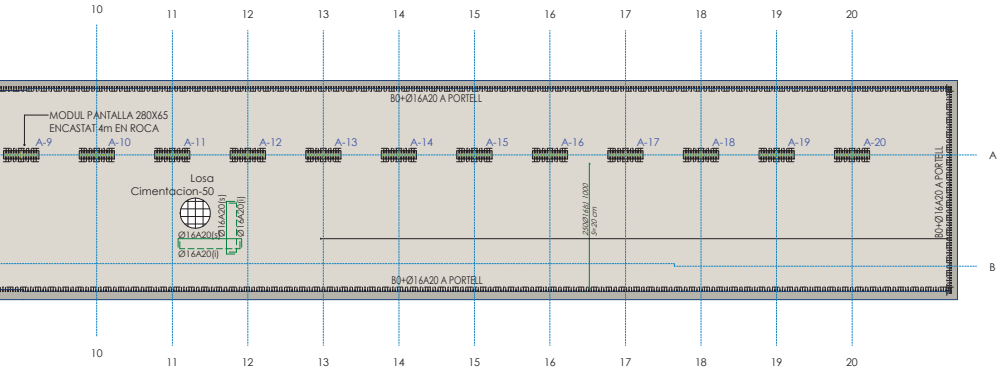 10
11
12
13
14
15
16
17
18
19
20
B0+Ø16A20 A PORTELL
MODUL PANTALLA 280X65
ENCASTAT 4m EN ROCA
A-9
A-10
A-11
A-12
A-13
A-14
A-15
A-16
A-17
A-18
A-19
A-20
A
B0+Ø16A20 A PORTELL
Losa
Cimentacion-50
Ø16A20(s)
Ø16A20(i)
Ø16A20(s)
Ø16A20(i)
S=20 cm
B
B0+Ø16A20 A PORTELL
10
11
12
13
14
15
16
17
18
19
20